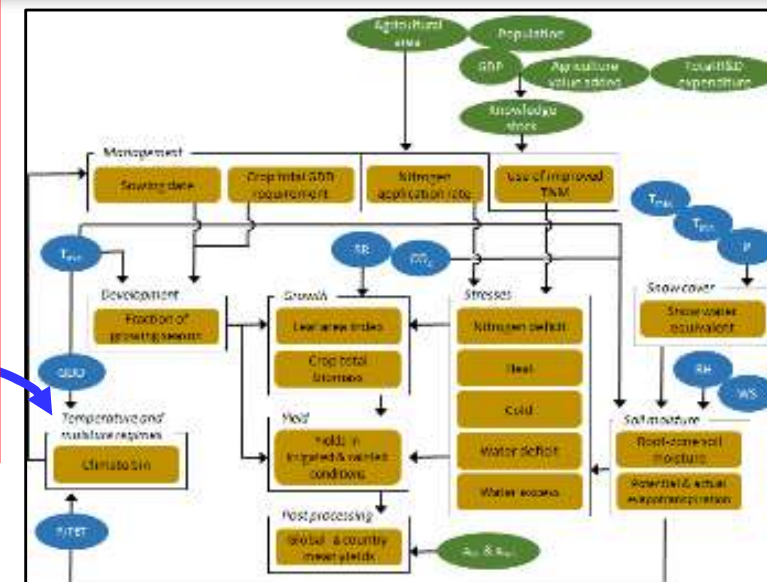 Agricultural
area
Population
GDP
Agriculture
value added
Total R&D
expenditure
Knowledge
stock
Management
Sowing date
Crop total GDD
requirement
Nitrogen
application rate
Use of improved
Snow cover
Snow water
equivalent
SR
CO₂
P
Development
Fraction of
growing season
Growth
Leaf area index
Crop total
biomass
Stresses
Nitrogen deficit
Heat
Cold
Water deficit
Water excess
GDD
RH
WS
Temperature and
moisture regimes
Climate bin
Yield
Yields in
irrigated & rainfed
conditions
Soil moisture
Root-zone soil
moisture
Potential & actual
evapotranspiration
Post processing
Global & country
mean yields
P/PET